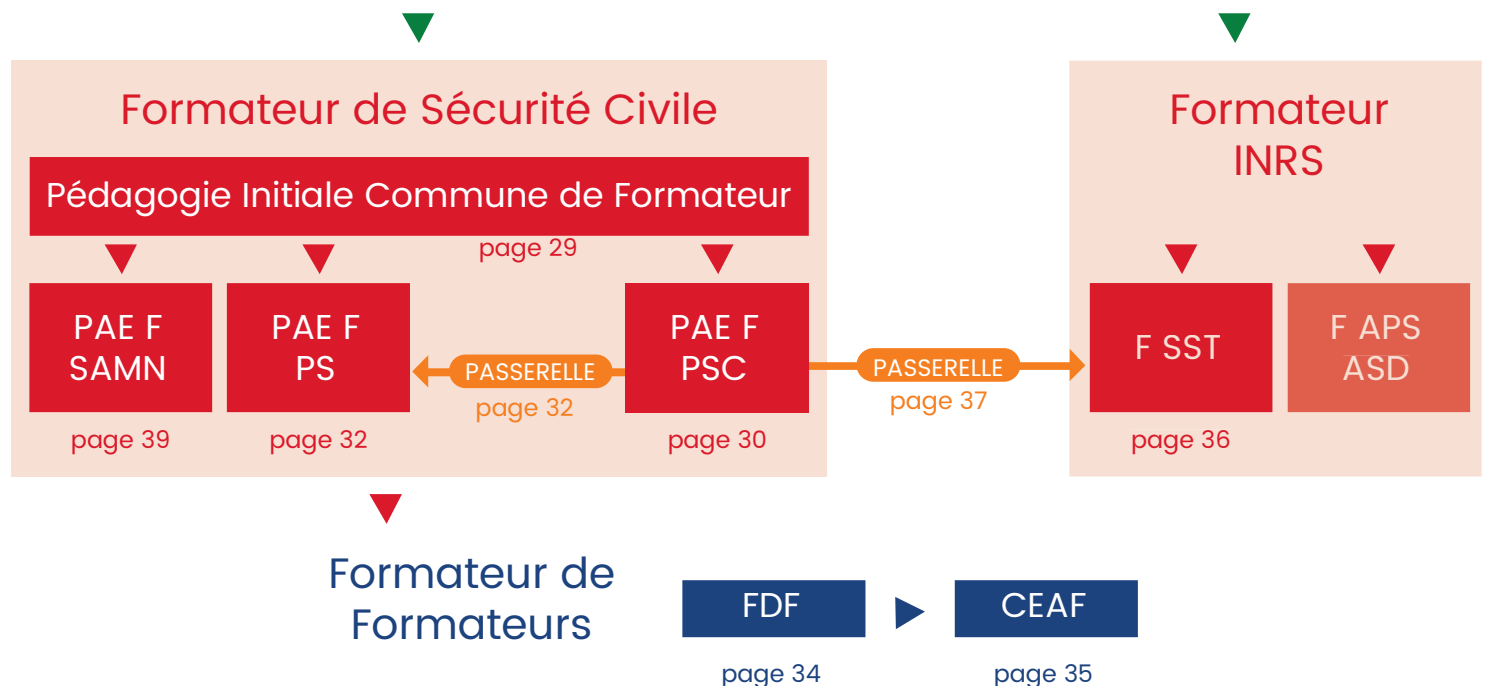 Formateur de Sécurité Civile
Pédagogie Initiale Commune de Formateur
page 29
PAE F
SAMN
page 39
PAE F
PS
page 32
PASSERELLE
page 32
PAE F
PSC
page 30
PASSERELLE
page 37
Formateur
INRS
F SST
page 36
F APS
ASD
Formateur de
Formateurs
FDF
page 34
CEAF
page 35